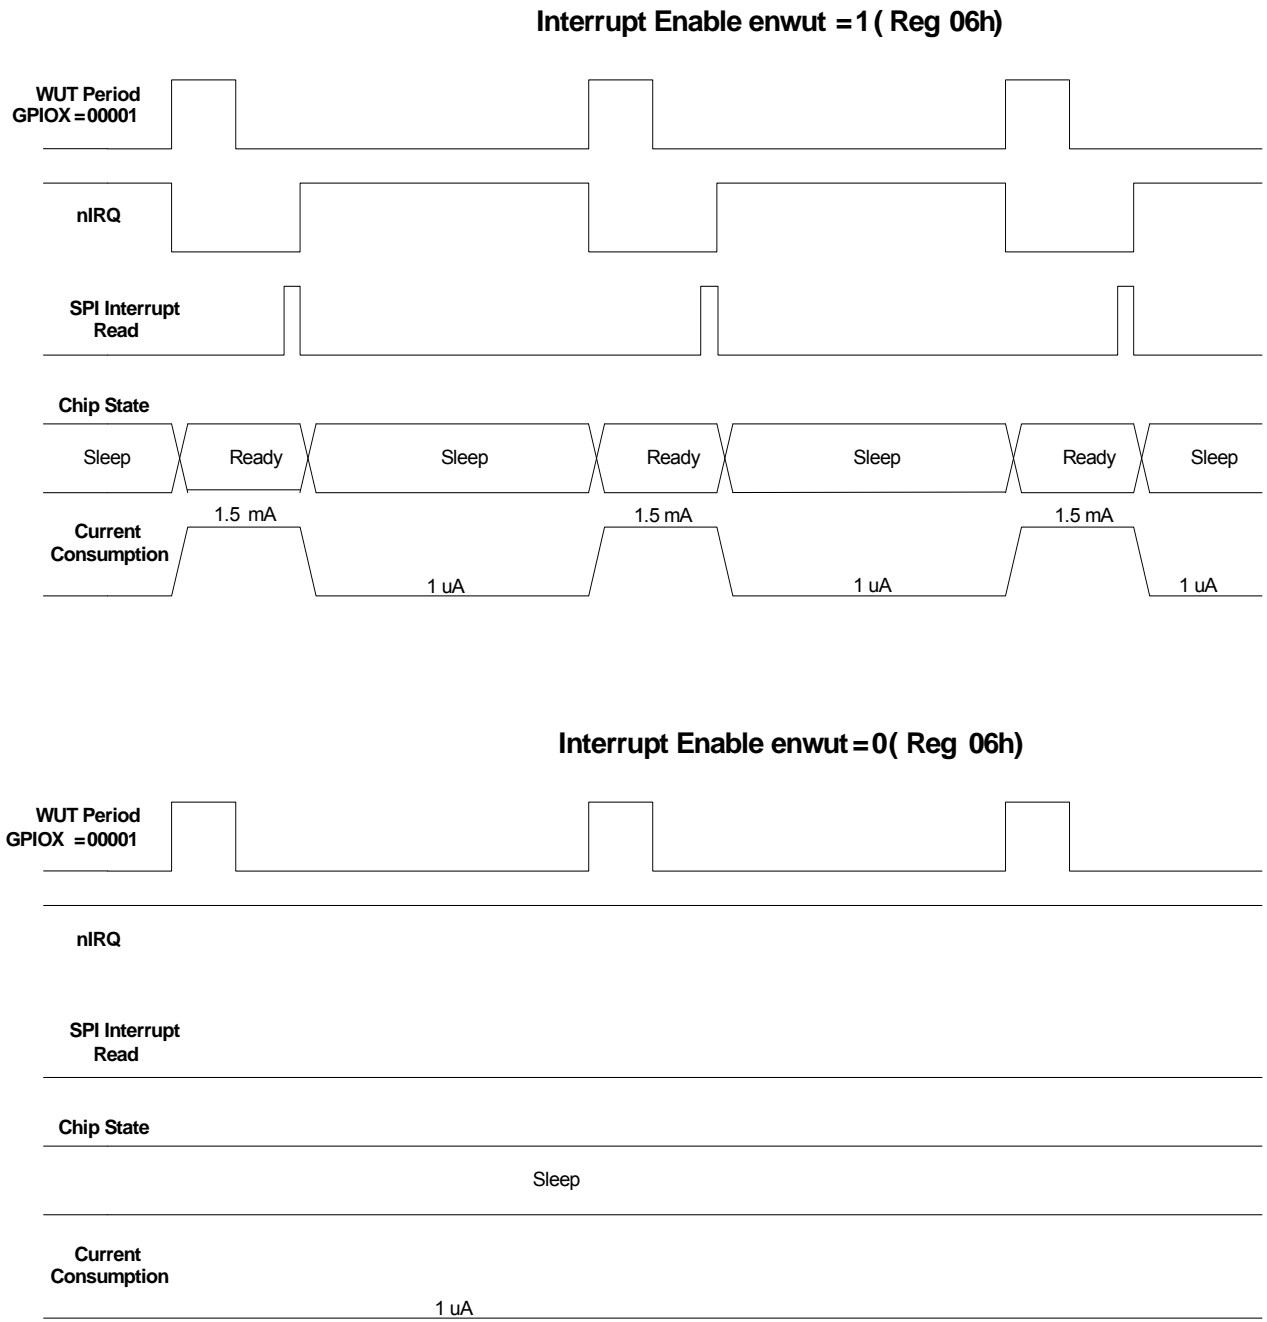 Interrupt Enable enwut =1( Reg 06h)
WUT Period
GPIOX=00001
nIRQ
SPI Interrupt
Read
Chip State
Sleep Ready Sleep Ready Sleep Ready Sleep
1.5 mA 1.5 mA 1.5 mA
Current
Consumption
1 uA 1 uA 1 uA
Interrupt Enable enwut=0( Reg 06h)
WUT Period
GPIOX =00001
nIRQ
SPI Interrupt
Read
Chip State
Sleep
Current
Consumption
1 uA